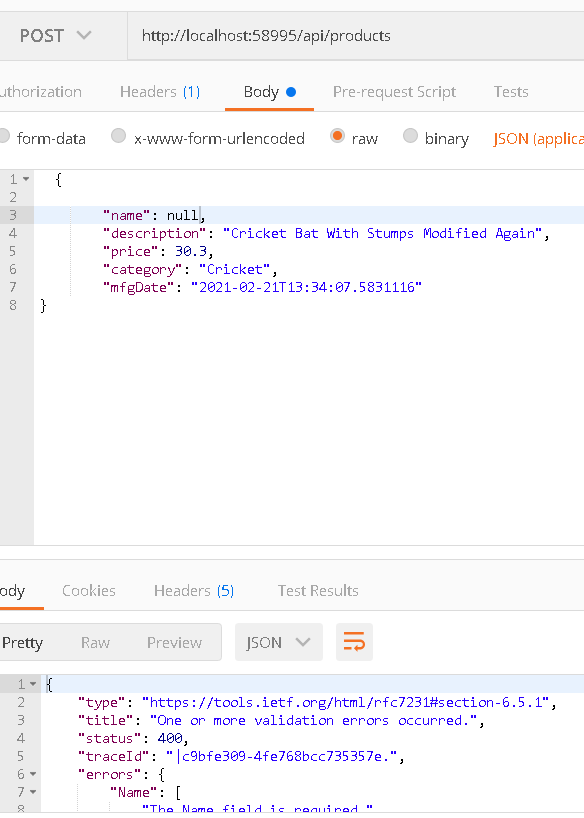 POST
http://localhost:58995/api/products
uthorization Headers (1) Body Pre-request Script Tests
form-data x-www-form-urlencoded raw binary JSON (applica
1 {
2
3 "name": null,
4 "description": "Cricket Bat With Stumps Modified Again",
5 "price": 30.3,
6 "category": "Cricket",
7 "mfgDate": "2021-02-21T13:34:07.5831116"
8 }
ody Cookies Headers (5) Test Results
Pretty Raw Preview JSON
1 {
2 "type": "https://tools.ietf.org/html/rfc7231#section-6.5.1",
3 "title": "One or more validation errors occurred.",
4 "status": 400,
5 "traceId": "|c9bfe309-4fe768bcc735357e.",
6 "errors": {
7 "Name": [
8 "The Name field is required."